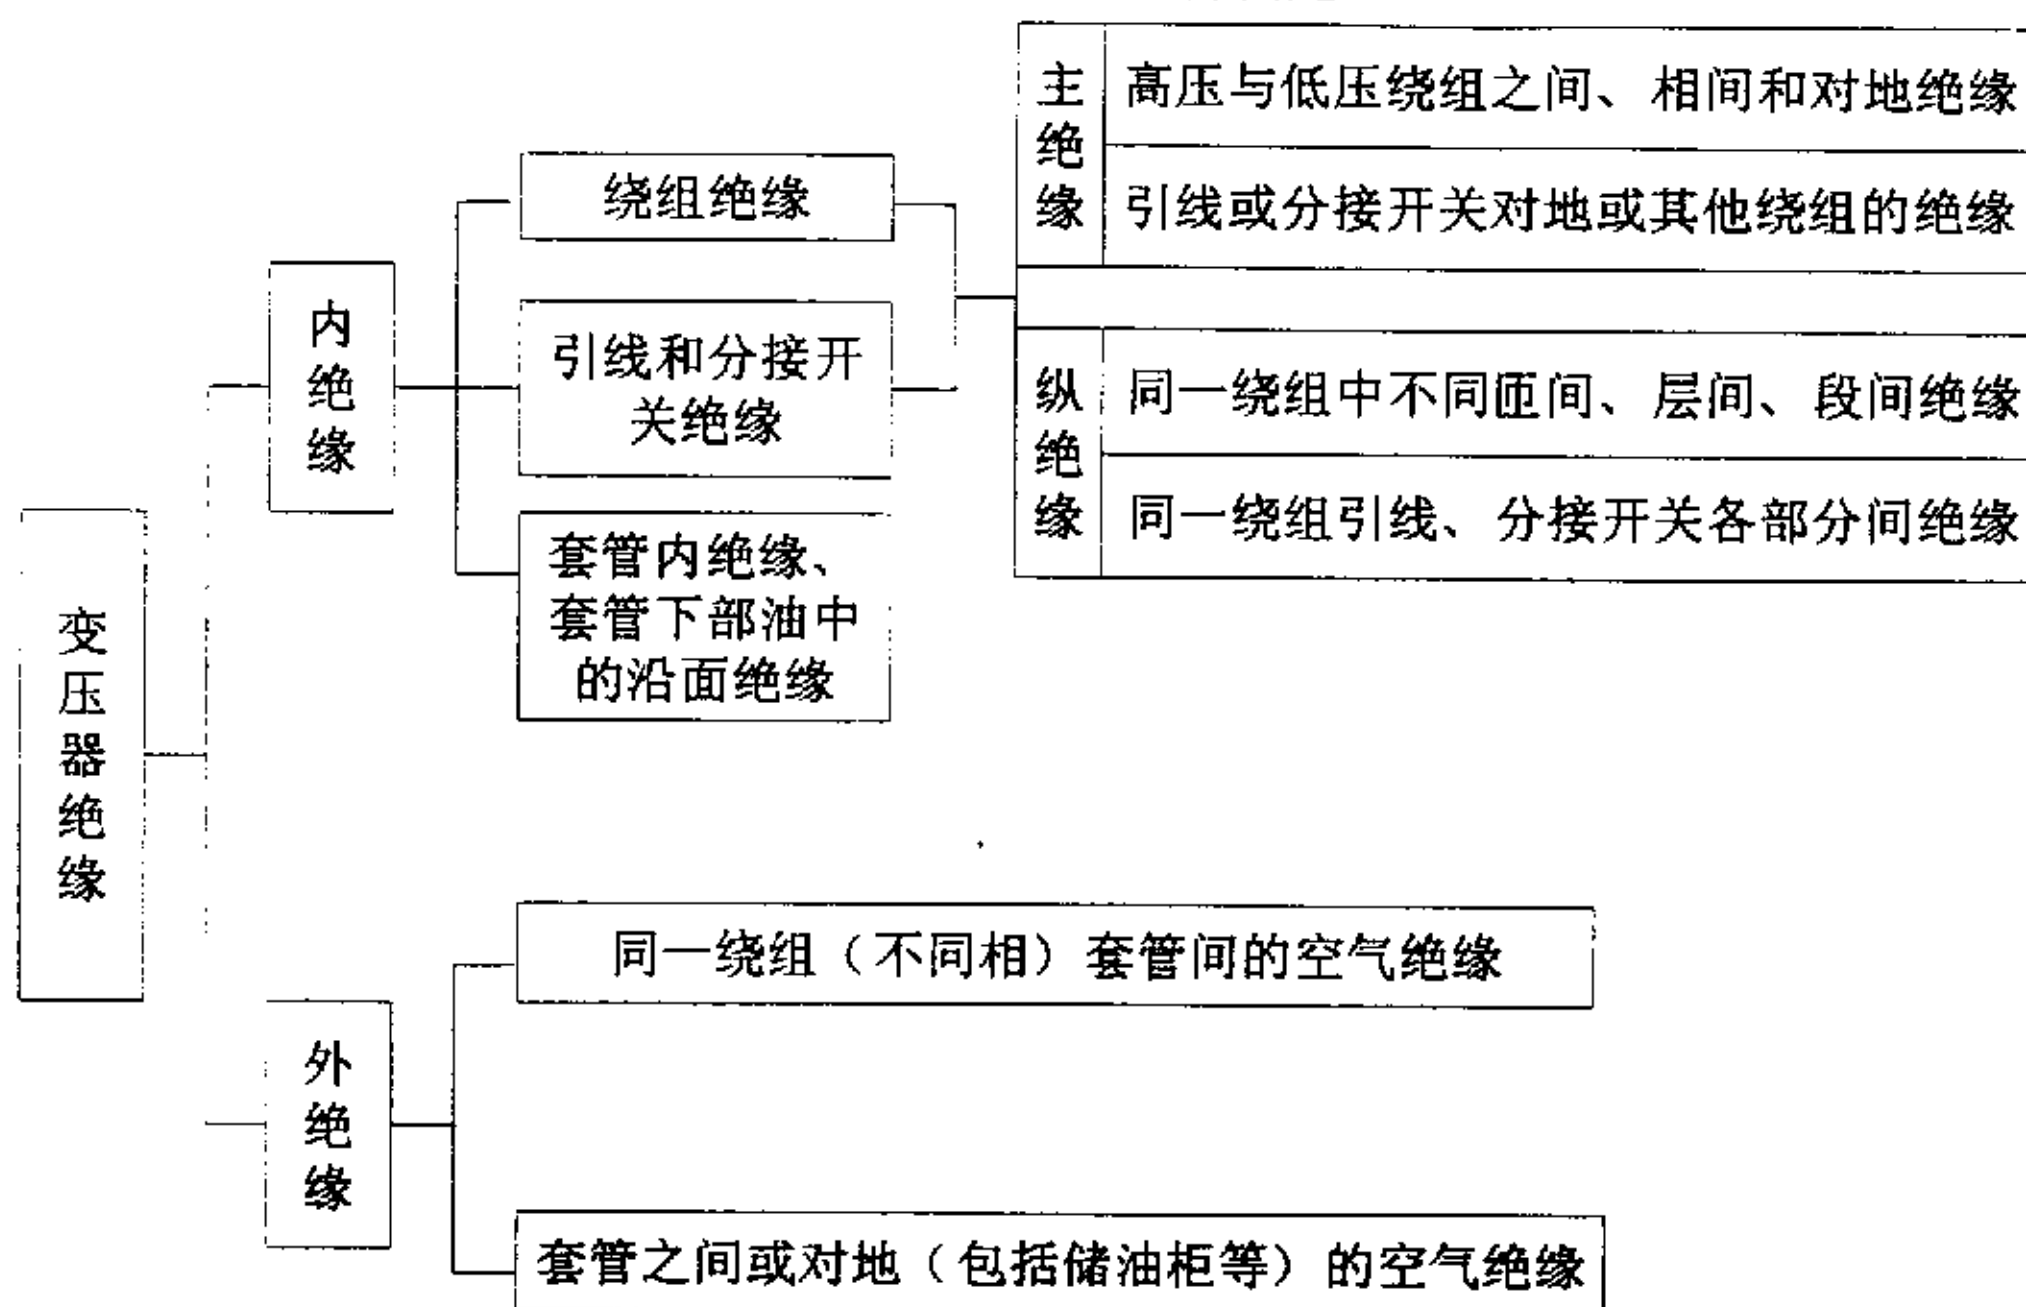 变压器绝缘
内绝缘
绕组绝缘
引线和分接开
关绝缘
套管内绝缘、
套管下部油中
的沿面绝缘
主绝缘
高压与低压绕组之间、相间和对地绝缘
引线或分接开关对地或其他绕组的绝缘
纵绝缘
同一绕组中不同匝间、层间、段间绝缘
同一绕组引线、分接开关各部分间绝缘
外绝缘
同一绕组（不同相）套管间的空气绝缘
套管之间或对地（包括储油柜等）的空气绝缘